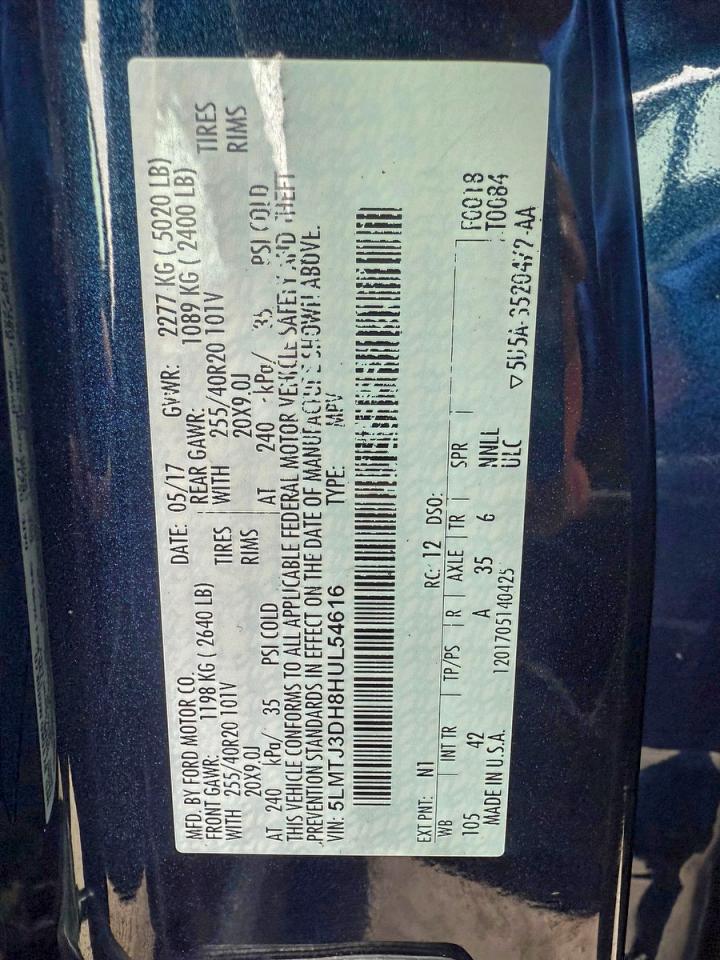 MFD. BY FORD MOTOR CO.
DATE: 05/17 GVWR: 2277 KG ( 5020 LB)
FRONT GAWR: 1198 KG ( 2640 LB) REAR GAWR: 1089 KG ( 2400 LB)
WITH 255/40R20 101V TIRES WITH 255/40R20 101V TIRES
20X9.0J RIMS 20X9.0J RIMS
AT 240 kPa/ 35 PSI COLD AT 240 kPa/ 35 PSI COLD
THIS VEHICLE CONFORMS TO ALL APPLICABLE FEDERAL MOTOR VEHICLE SAFETY AND THEFT
PREVENTION STANDARDS IN EFFECT ON THE DATE OF MANUFACTURE SHOWN ABOVE.
VIN: 5LMTJ3DH8HUL54616 TYPE: MPV
EXT PNT: N1 RC: 12 DSO: F0018
T0084
WB INT TR TP/PS R AXLE TR SPR
105 42 A 35 6 NNLL
ULC
MADE IN U.S.A. 1201705140425 ▽5U5A-3520472-AA